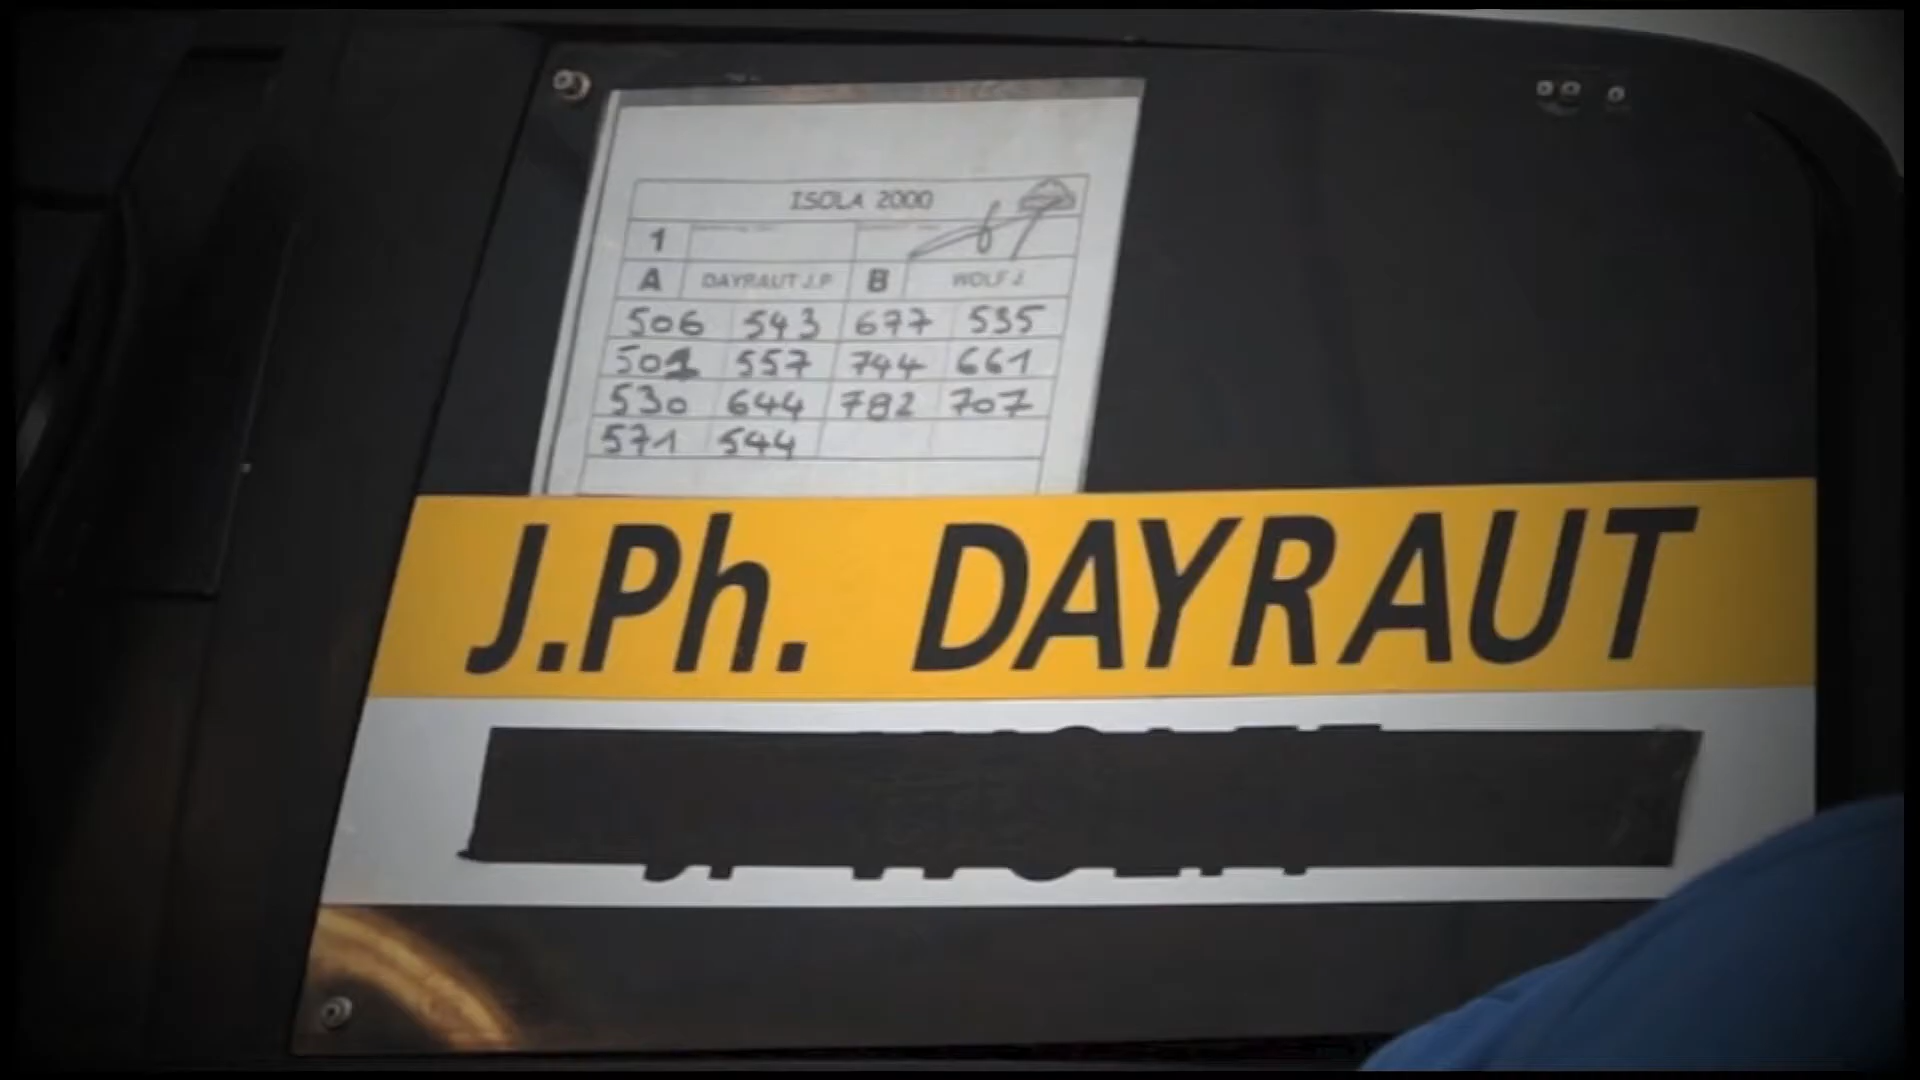 ISOLA 2000
1
A DAYRAUT J.P B WOLF J.
506 543 677 535
501 557 744 661
530 644 782 707
571 544
J.Ph. DAYRAUT